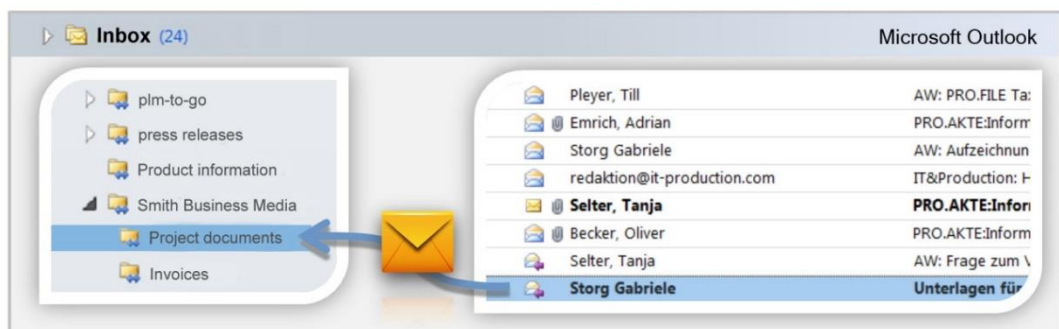 Inbox (24)
Microsoft Outlook
plm-to-go
press releases
Product information
Smith Business Media
Project documents
Invoices
Pleyer, Till AW: PRO.FILE Ta
Emrich, Adrian PRO.AKTE:Inform
Storg Gabriele AW: Aufzeichnun
redaktion@it-production.com IT&Production: H
Selter, Tanja PRO.AKTE:Infor
Becker, Oliver PRO.AKTE:Inform
Selter, Tanja AW: Frage zum V
Storg Gabriele Unterlagen für